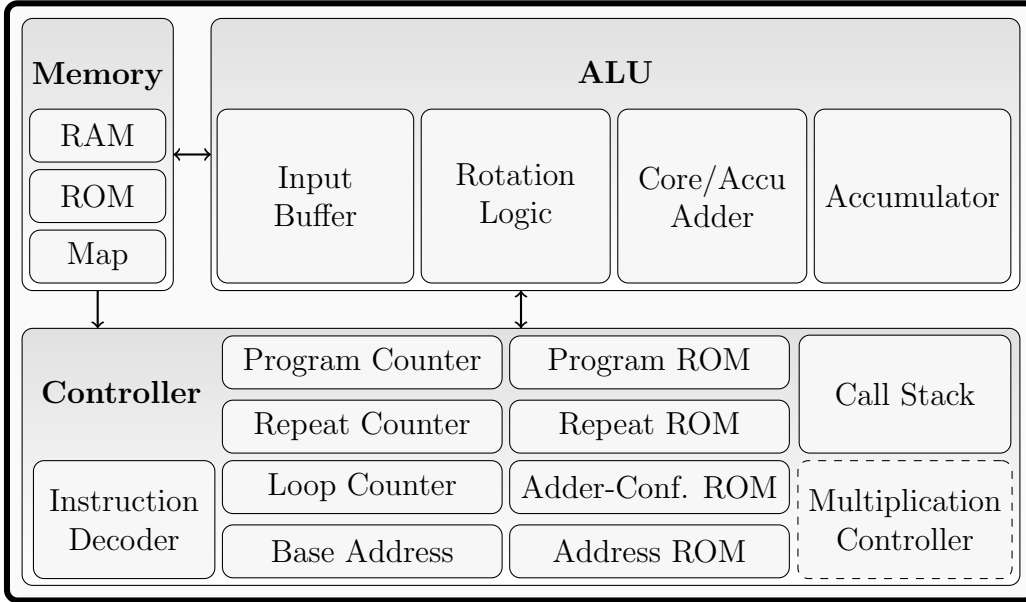 Memory
RAM
ROM
Map
ALU
Input
Buffer
Rotation
Logic
Core/Accu
Adder
Accumulator
Controller
Instruction
Decoder
Program Counter
Repeat Counter
Loop Counter
Base Address
Program ROM
Repeat ROM
Adder-Conf. ROM
Address ROM
Call Stack
Multiplication
Controller